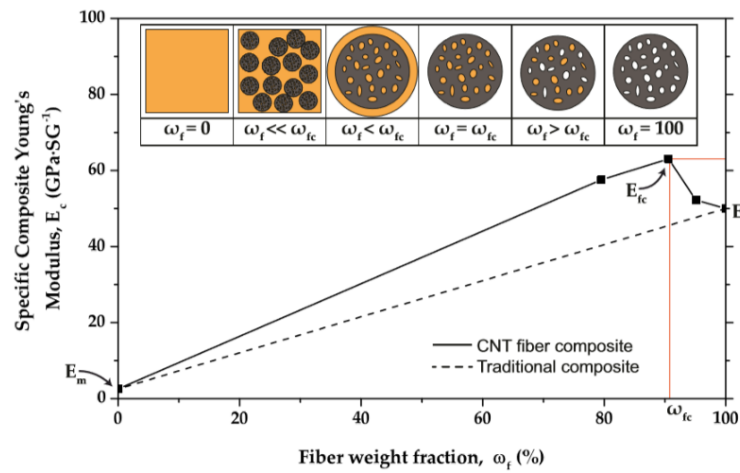 ω_f = 0
ω_f << ω_fc
ω_f < ω_fc
ω_f = ω_fc
ω_f > ω_fc
ω_f = 100
100
80
60
40
20
0
Specific Composite Young's
Modulus, E_c (GPa·SG⁻¹)
E_m
E_fc
E
CNT fiber composite
Traditional composite
ω_fc
0
20
40
60
80
100
Fiber weight fraction, ω_f (%)